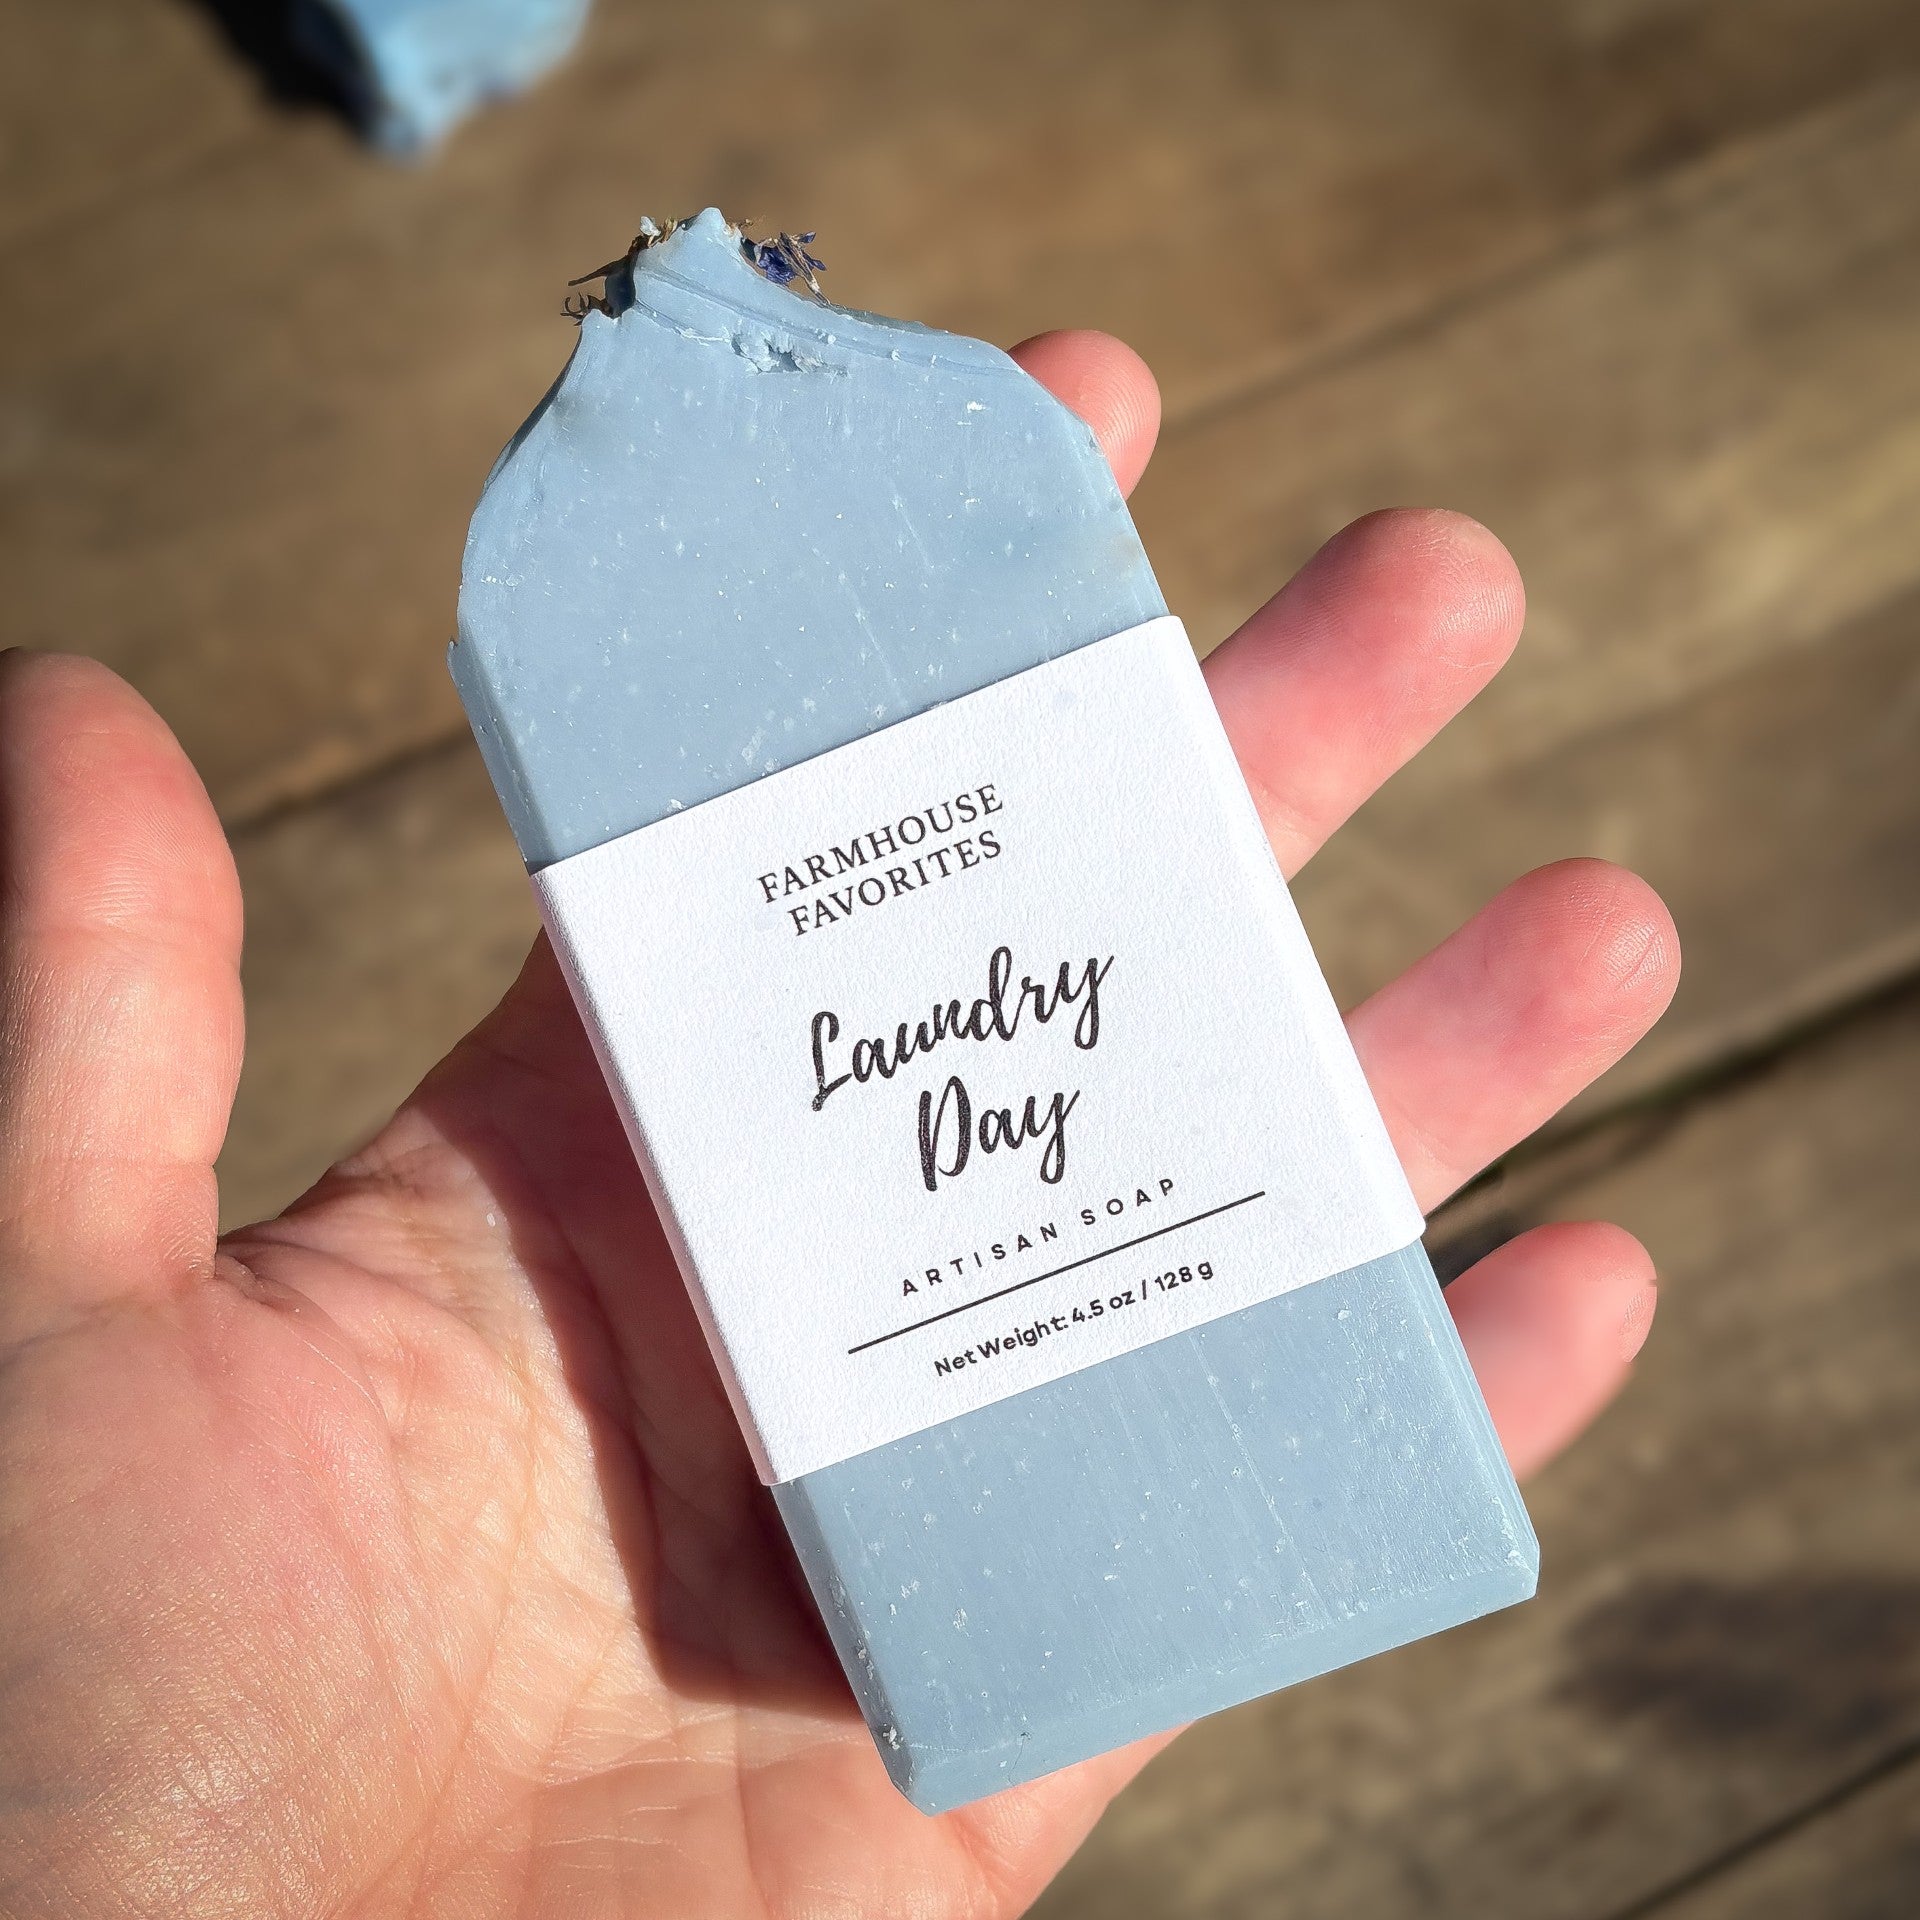 FARMHOUSE
FAVORITES
Laundry
Day
ARTISAN SOAP
Net Weight: 4.5 oz / 128 g